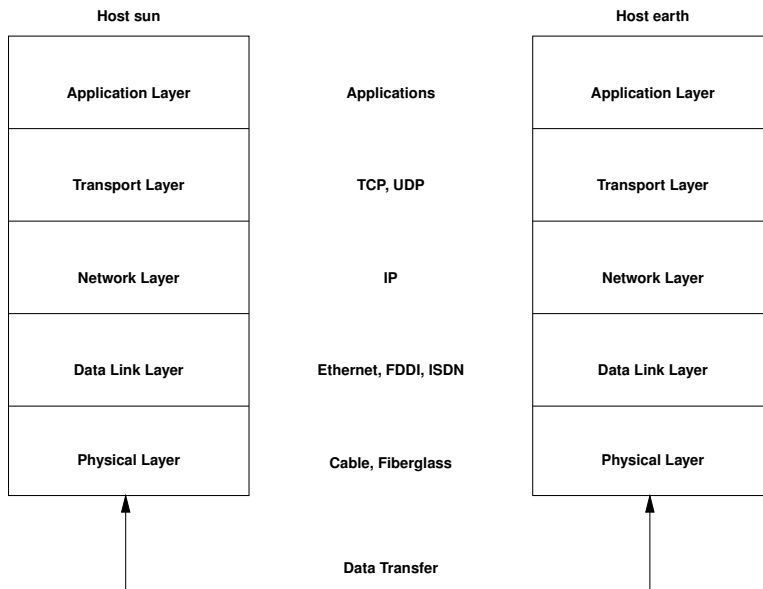 Host sun
Host earth
Application Layer
Applications
Application Layer
Transport Layer
TCP, UDP
Transport Layer
Network Layer
IP
Network Layer
Data Link Layer
Ethernet, FDDI, ISDN
Data Link Layer
Physical Layer
Cable, Fiberglass
Physical Layer
Data Transfer